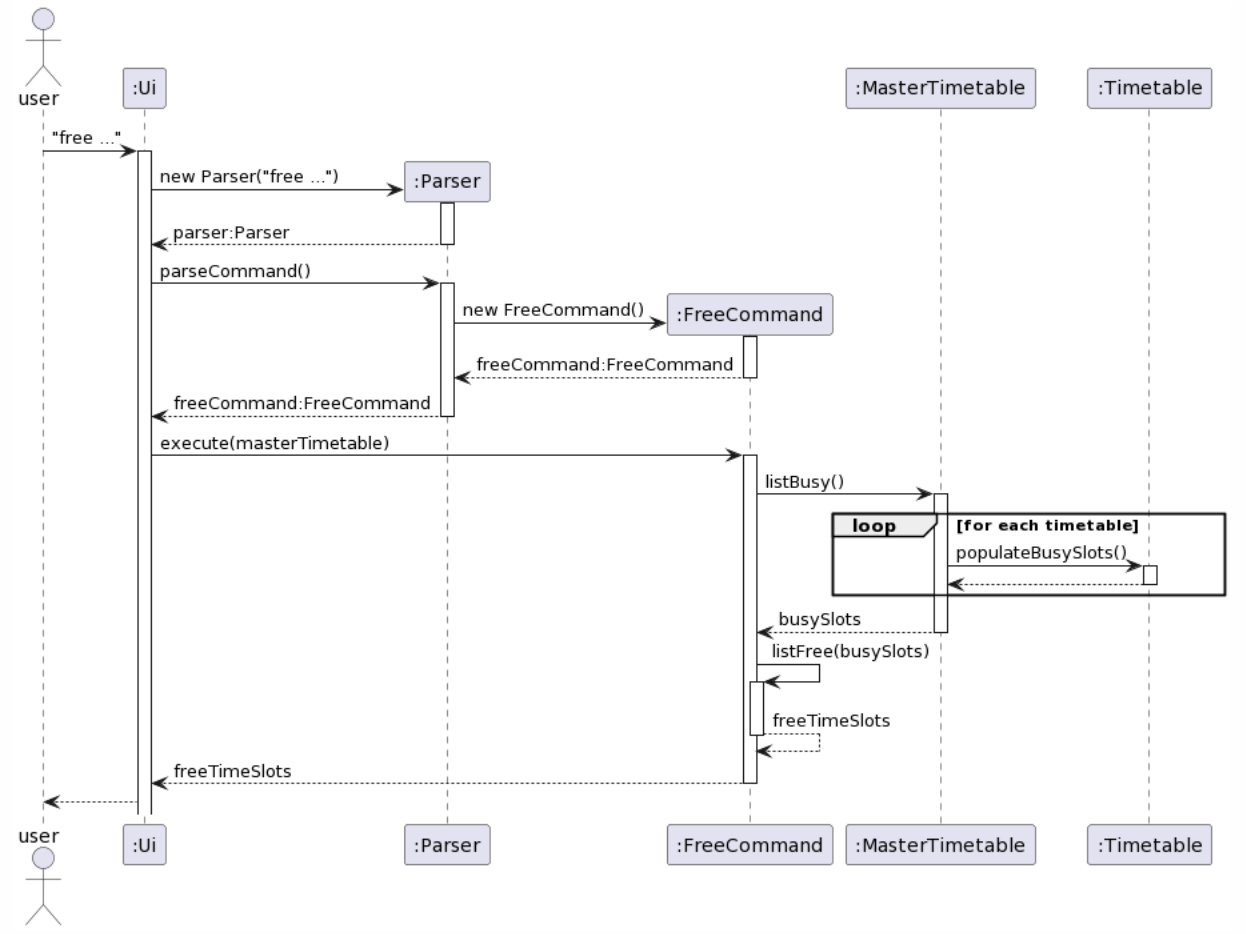 user
:Ui
:MasterTimetable
:Timetable
"free ..."
new Parser("free ...")
:Parser
parser:Parser
parseCommand()
new FreeCommand()
:FreeCommand
freeCommand:FreeCommand
freeCommand:FreeCommand
execute(masterTimetable)
listBusy()
loop
[for each timetable]
populateBusySlots()
busySlots
listFree(busySlots)
freeTimeSlots
freeTimeSlots
user
:Ui
:Parser
:FreeCommand
:MasterTimetable
:Timetable